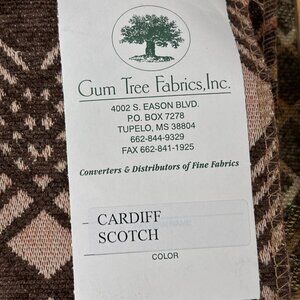 Gum Tree Fabrics, Inc.
4002 S. EASON BLVD.
P.O. BOX 7278
TUPELO, MS 38804
662-844-9329
FAX 662-841-1925
Converters & Distributors of Fine Fabrics
CARDIFF
SCOTCH
COLOR